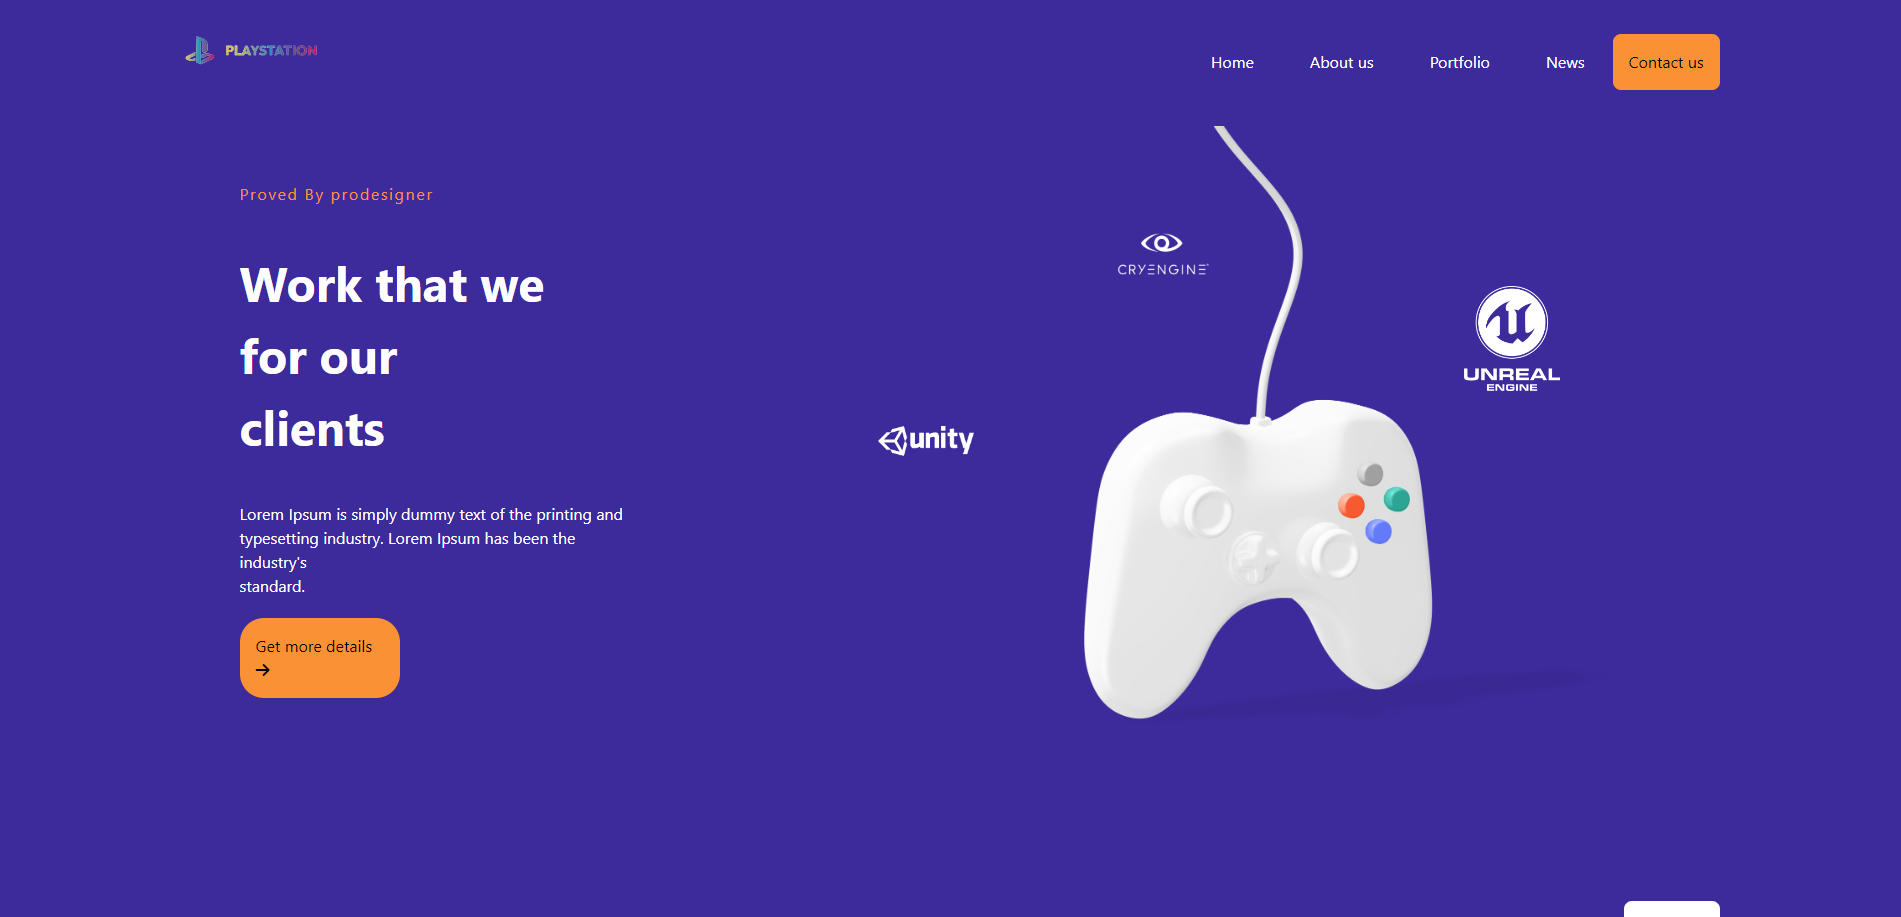 PLAYSTATION
Home
About us
Portfolio
News
Contact us
Proved By prodesigner
Work that we
for our
clients
CRYENGINE
UNREAL
ENGINE
unity
Lorem Ipsum is simply dummy text of the printing and
typesetting industry. Lorem Ipsum has been the
industry's
standard.
Get more details
→